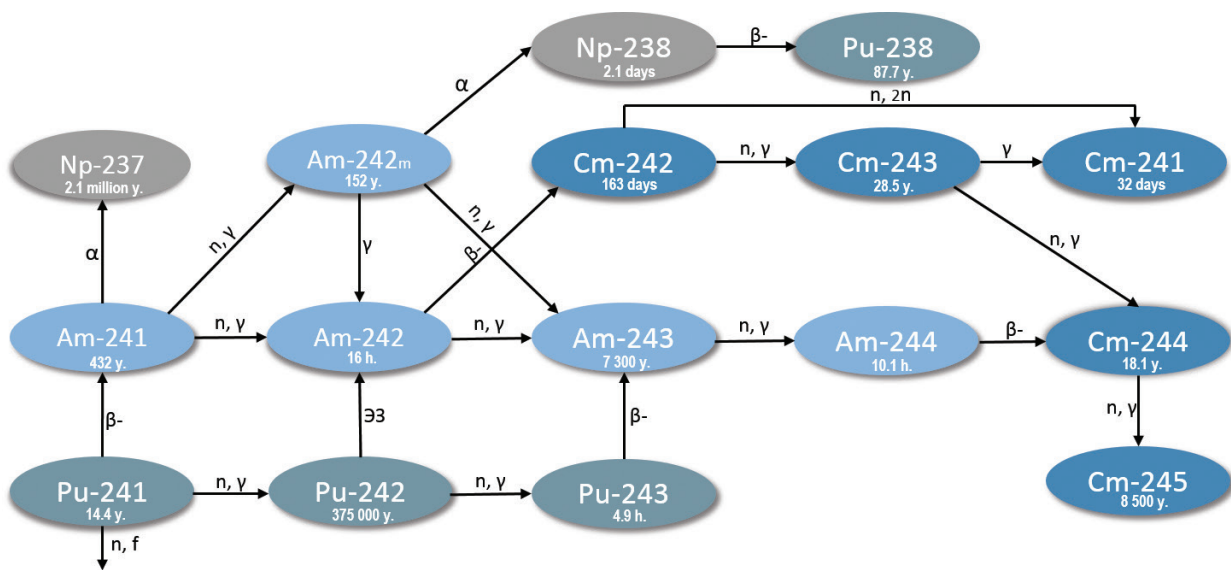 Np-238
2.1 days
β-
Pu-238
87.7 y.
α
n, 2n
Np-237
2.1 million y.
Am-242m
152 y.
Cm-242
163 days
n, γ
Cm-243
28.5 y.
γ
Cm-241
32 days
α
n, γ
γ
n, γ
β-
n, γ
Am-241
432 y.
n, γ
Am-242
16 h.
n, γ
Am-243
7 300 y.
n, γ
Am-244
10.1 h.
β-
Cm-244
18.1 y.
β-
ЭЗ
β-
n, γ
Pu-241
14.4 y.
n, γ
Pu-242
375 000 y.
n, γ
Pu-243
4.9 h.
Cm-245
8 500 y.
n, f